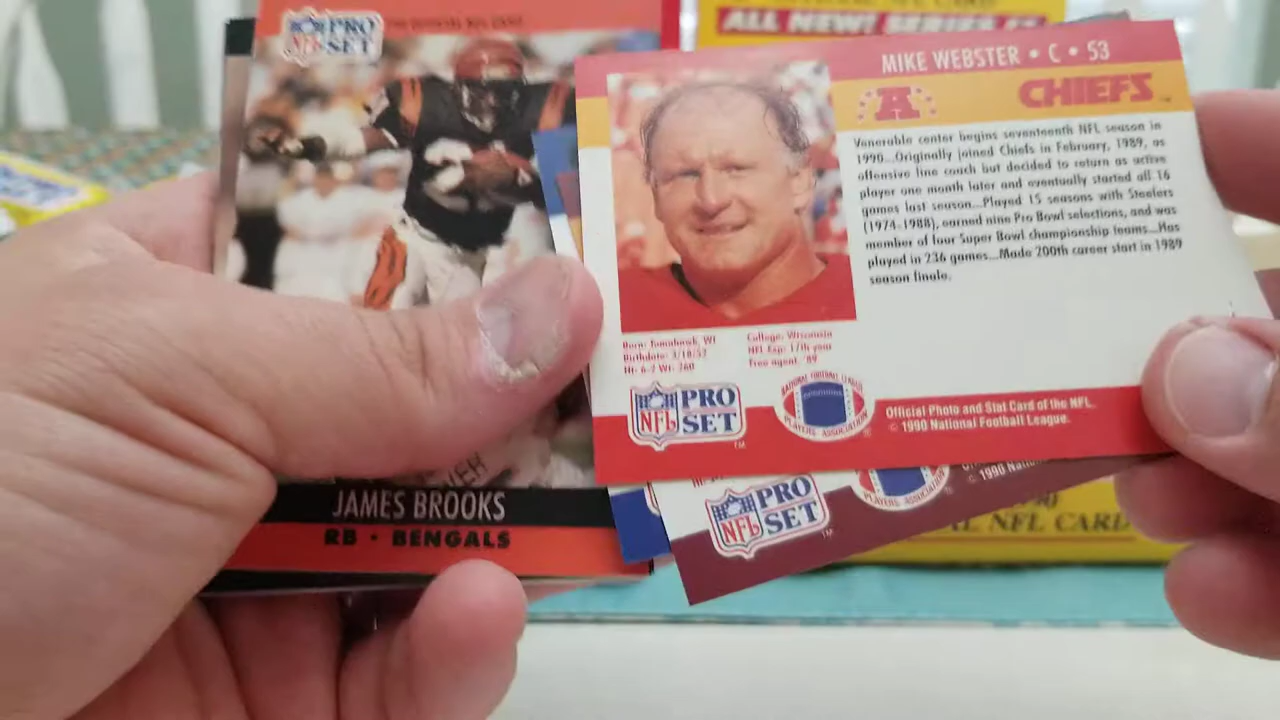 PRO
NFL SET
JAMES BROOKS
RB • BENGALS
NFL CARD
ALL NEW! SERIES
MIKE WEBSTER • C • 53
A
CHIEFS
Venerable center begins seventeenth NFL season in
1990...Originally joined Chiefs in February, 1989, as
offensive line coach but decided to return as active
player one month later and eventually started all 16
games last season...Played 15 seasons with Steelers
(1974-1988), earned nine Pro Bowl selections, and was
member of four Super Bowl championship teams...Has
played in 236 games...Made 200th career start in 1989
season finale.
Born: Tomahawk, WI
Birthdate: 3/18/52
Ht: 6-2 Wt: 260
College: Wisconsin
NFL Exp: 17th year
Free agent, '89
NFL PRO
SET
TM
NATIONAL FOOTBALL LEAGUE
PLAYERS ASSOCIATION
Official Photo and Stat Card of the NFL.
© 1990 National Football League.
NFL PRO
SET
TM
© 1990
NFL CARD